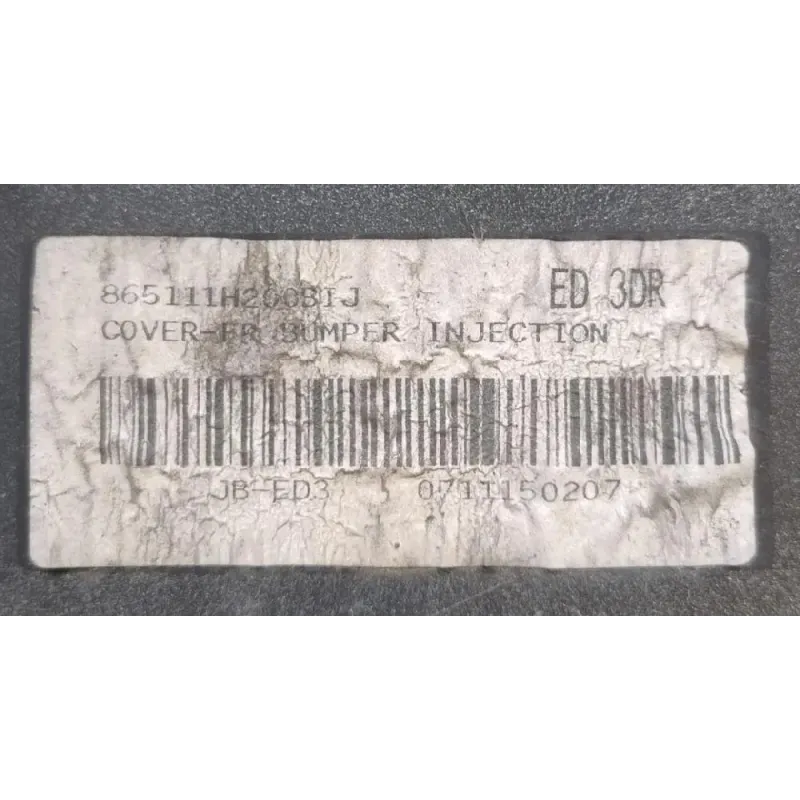 865111H200BIJ ED 3DR
COVER-FR BUMPER INJECTION
JB-ED3 0711150207